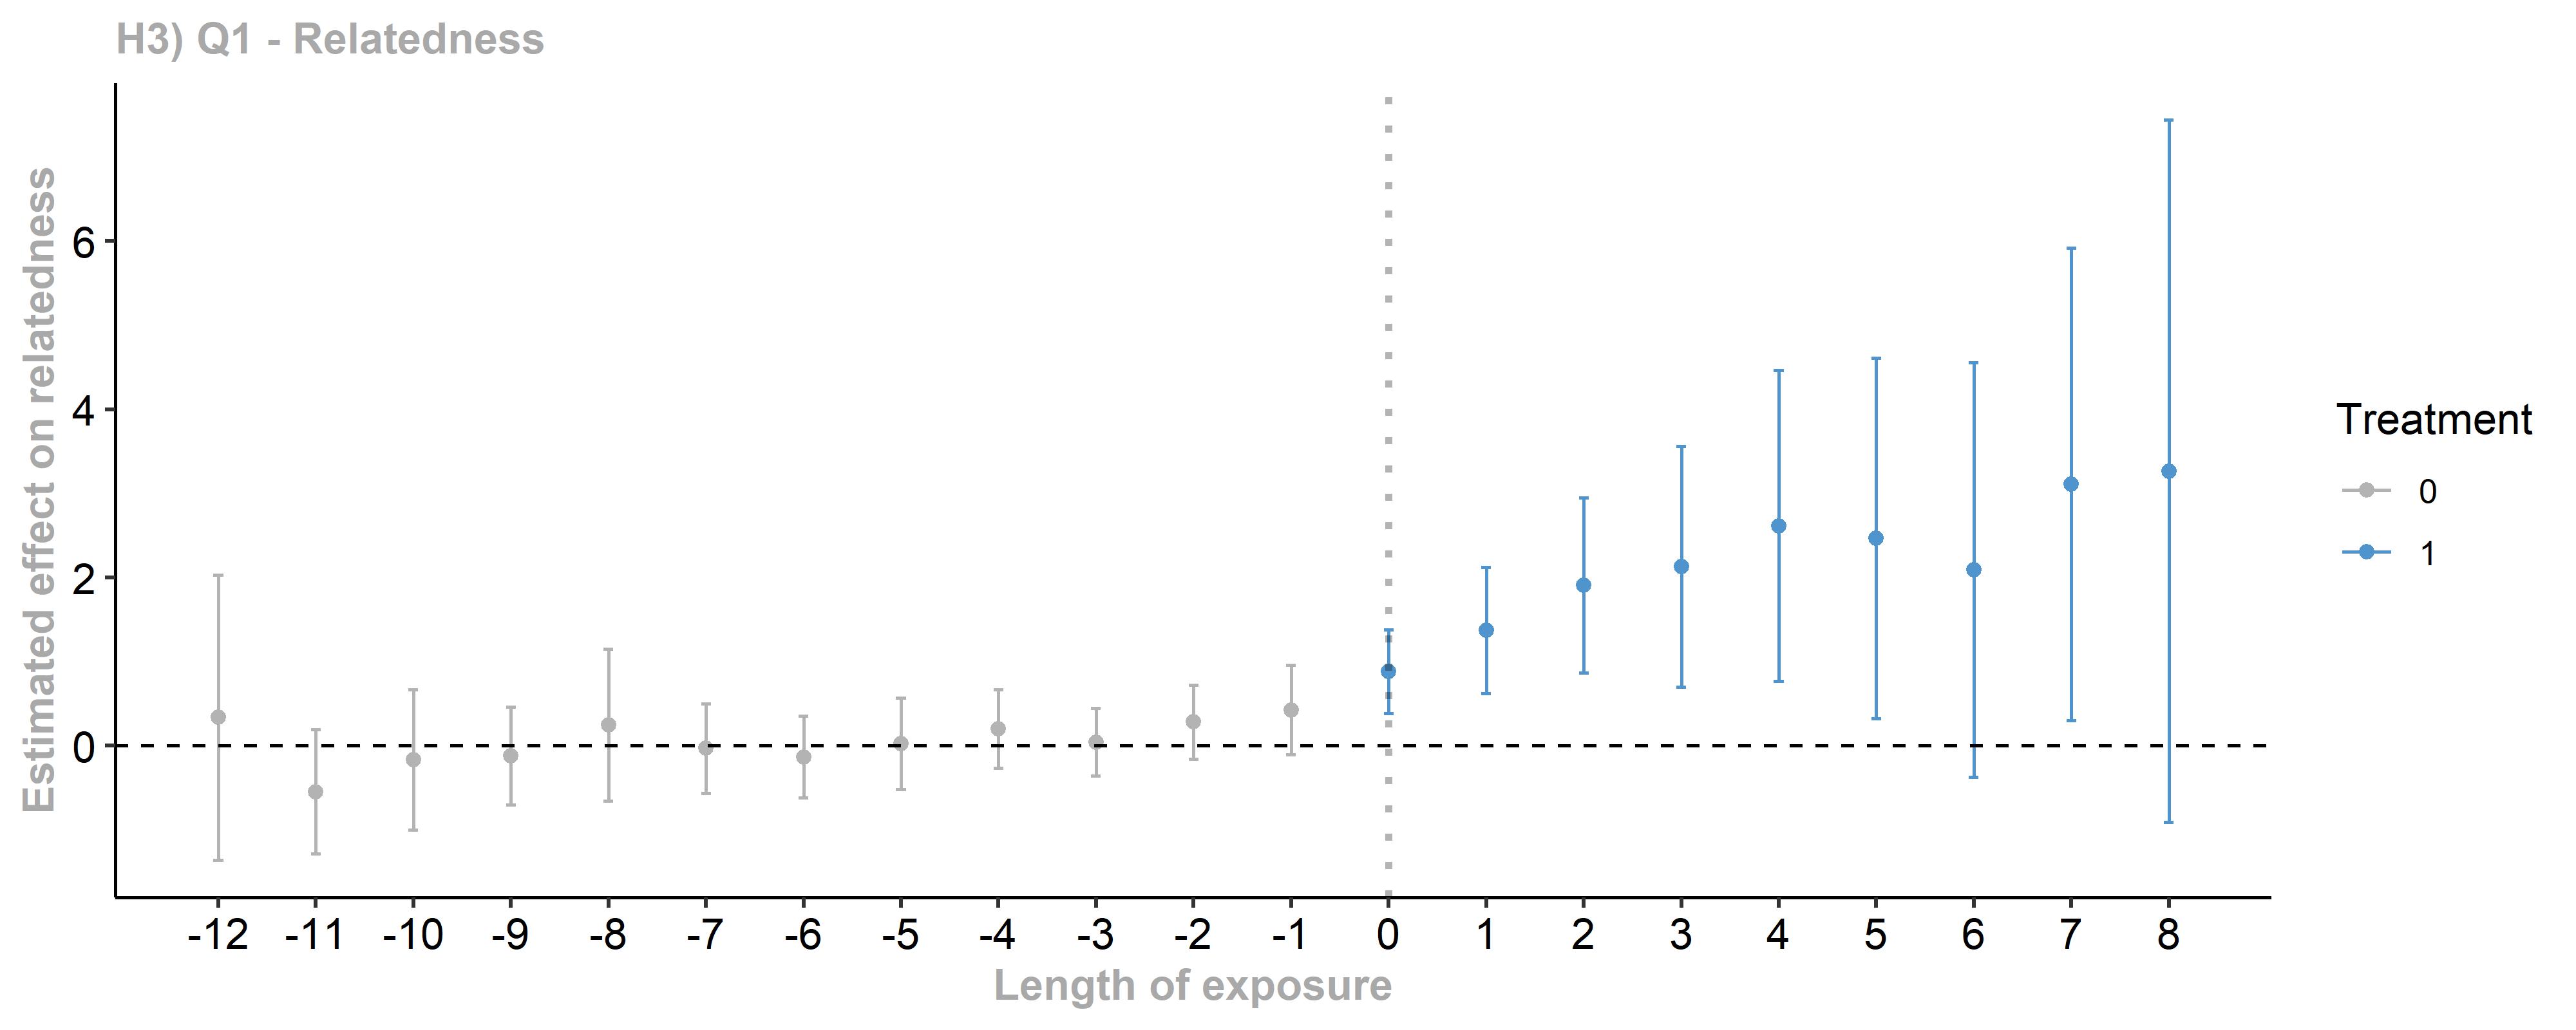 H3) Q1 - Relatedness
Estimated effect on relatedness
6
4
2
0
-12 -11 -10 -9 -8 -7 -6 -5 -4 -3 -2 -1 0 1 2 3 4 5 6 7 8
Length of exposure
Treatment
0
1